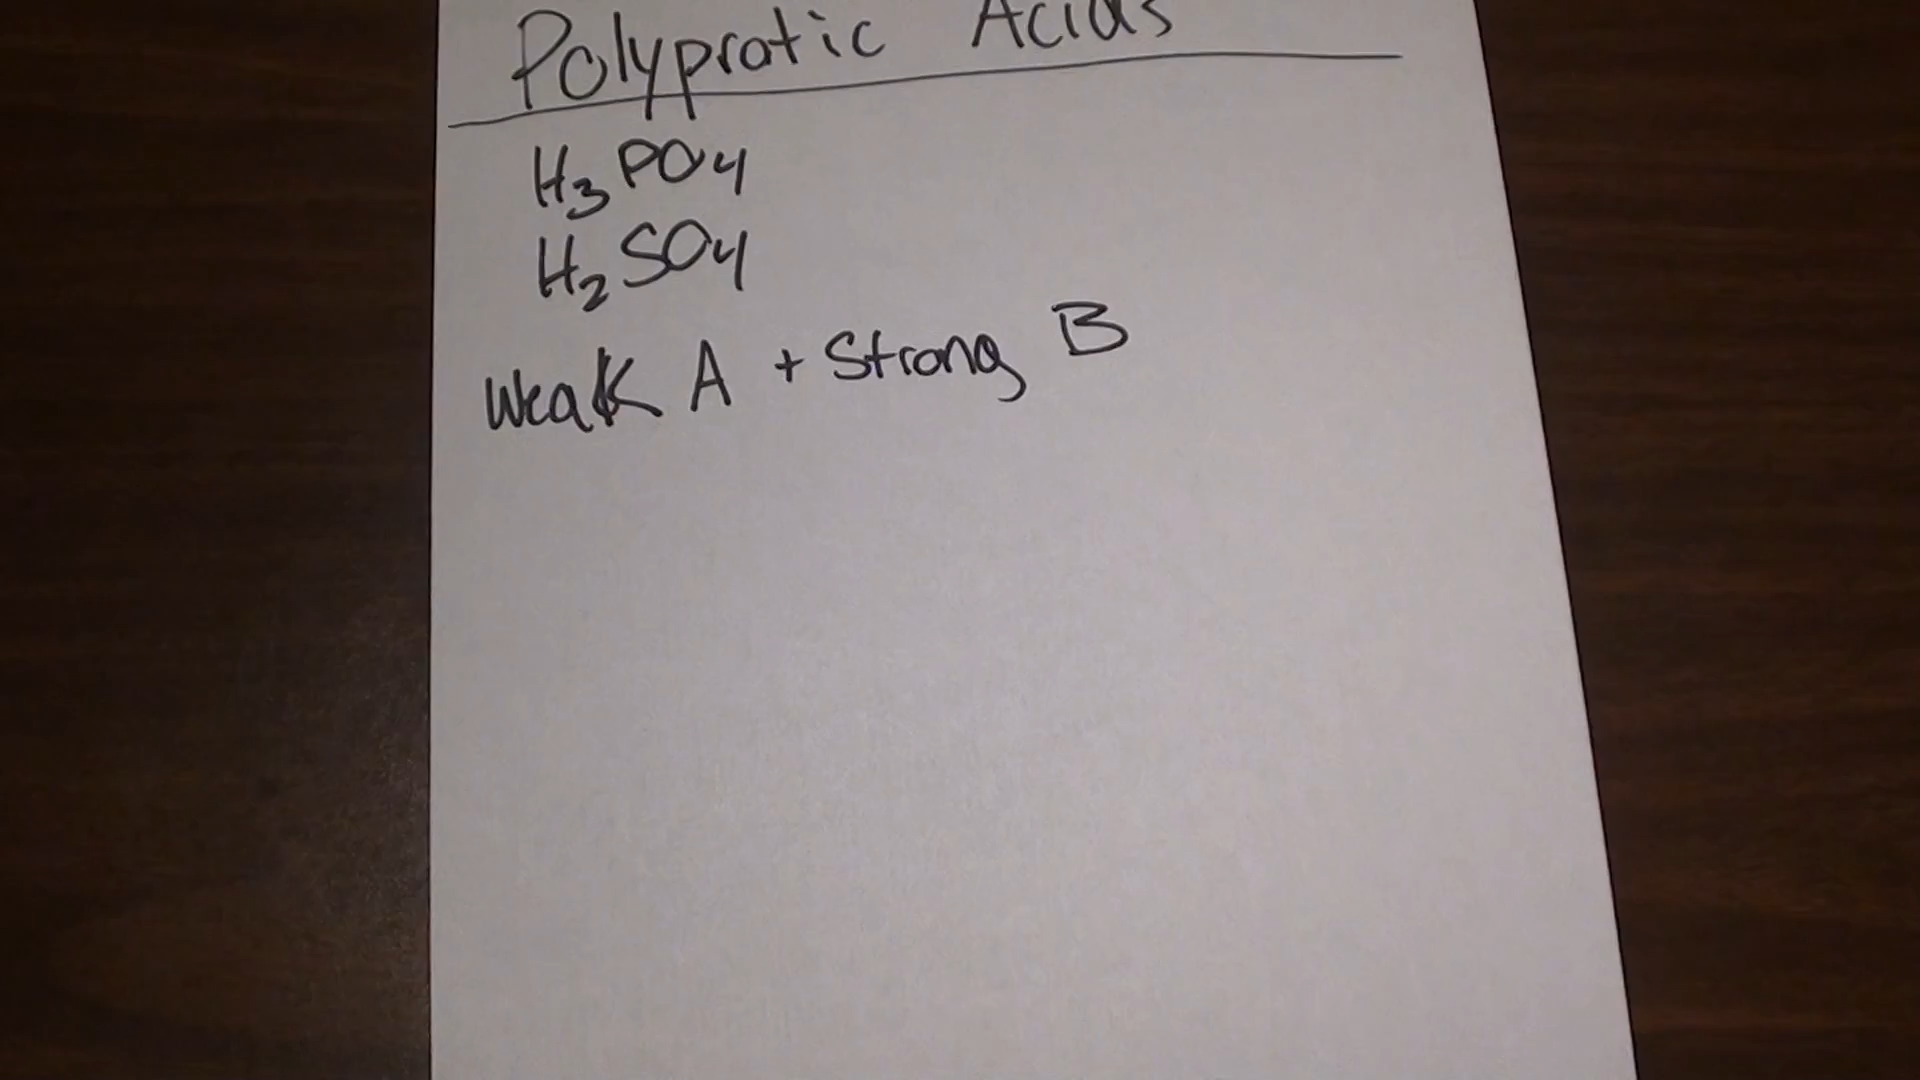 Polyprotic Acids
H₃PO₄
H₂SO₄
Weak A + Strong B